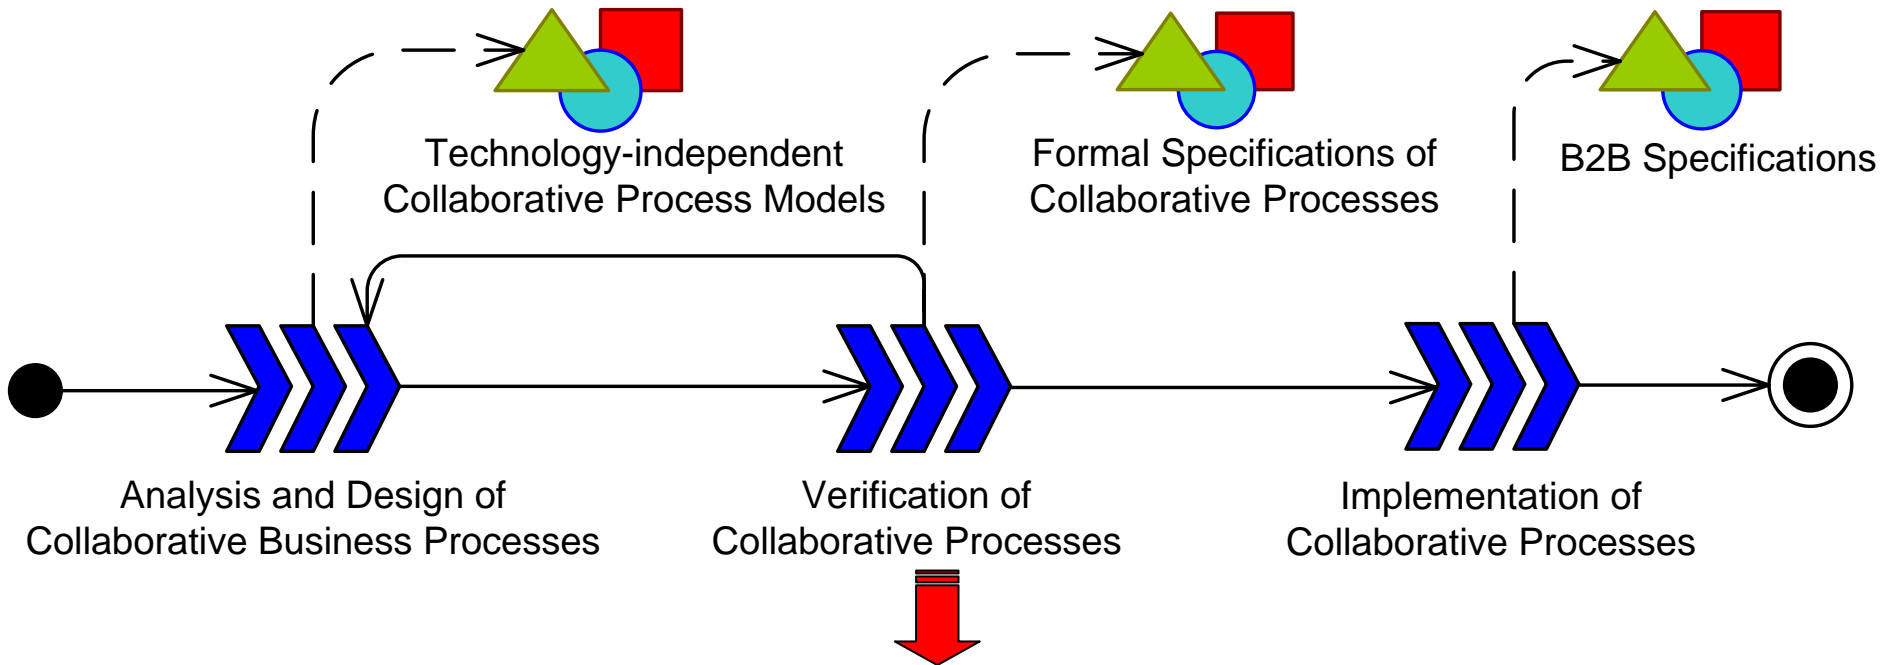 Technology-independent
Collaborative Process Models
Formal Specifications of
Collaborative Processes
B2B Specifications
Analysis and Design of
Collaborative Business Processes
Verification of
Collaborative Processes
Implementation of
Collaborative Processes